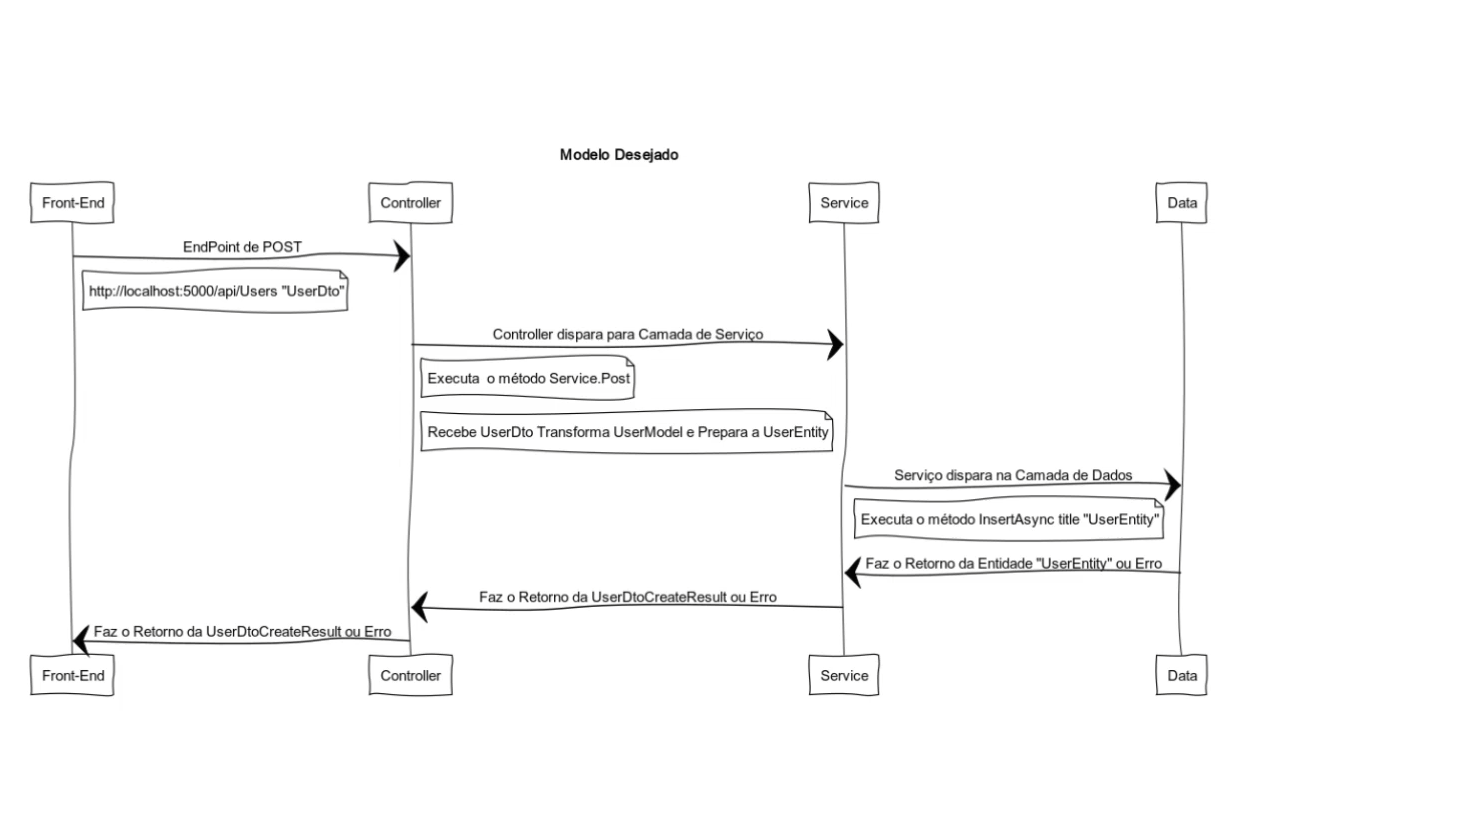 Modelo Desejado
Front-End
Controller
Service
Data
EndPoint de POST
http://localhost:5000/api/Users "UserDto"
Controller dispara para Camada de Serviço
Executa  o método Service.Post
Recebe UserDto Transforma UserModel e Prepara a UserEntity
Serviço dispara na Camada de Dados
Executa o método InsertAsync title "UserEntity"
Faz o Retorno da Entidade "UserEntity" ou Erro
Faz o Retorno da UserDtoCreateResult ou Erro
Faz o Retorno da UserDtoCreateResult ou Erro
Front-End
Controller
Service
Data